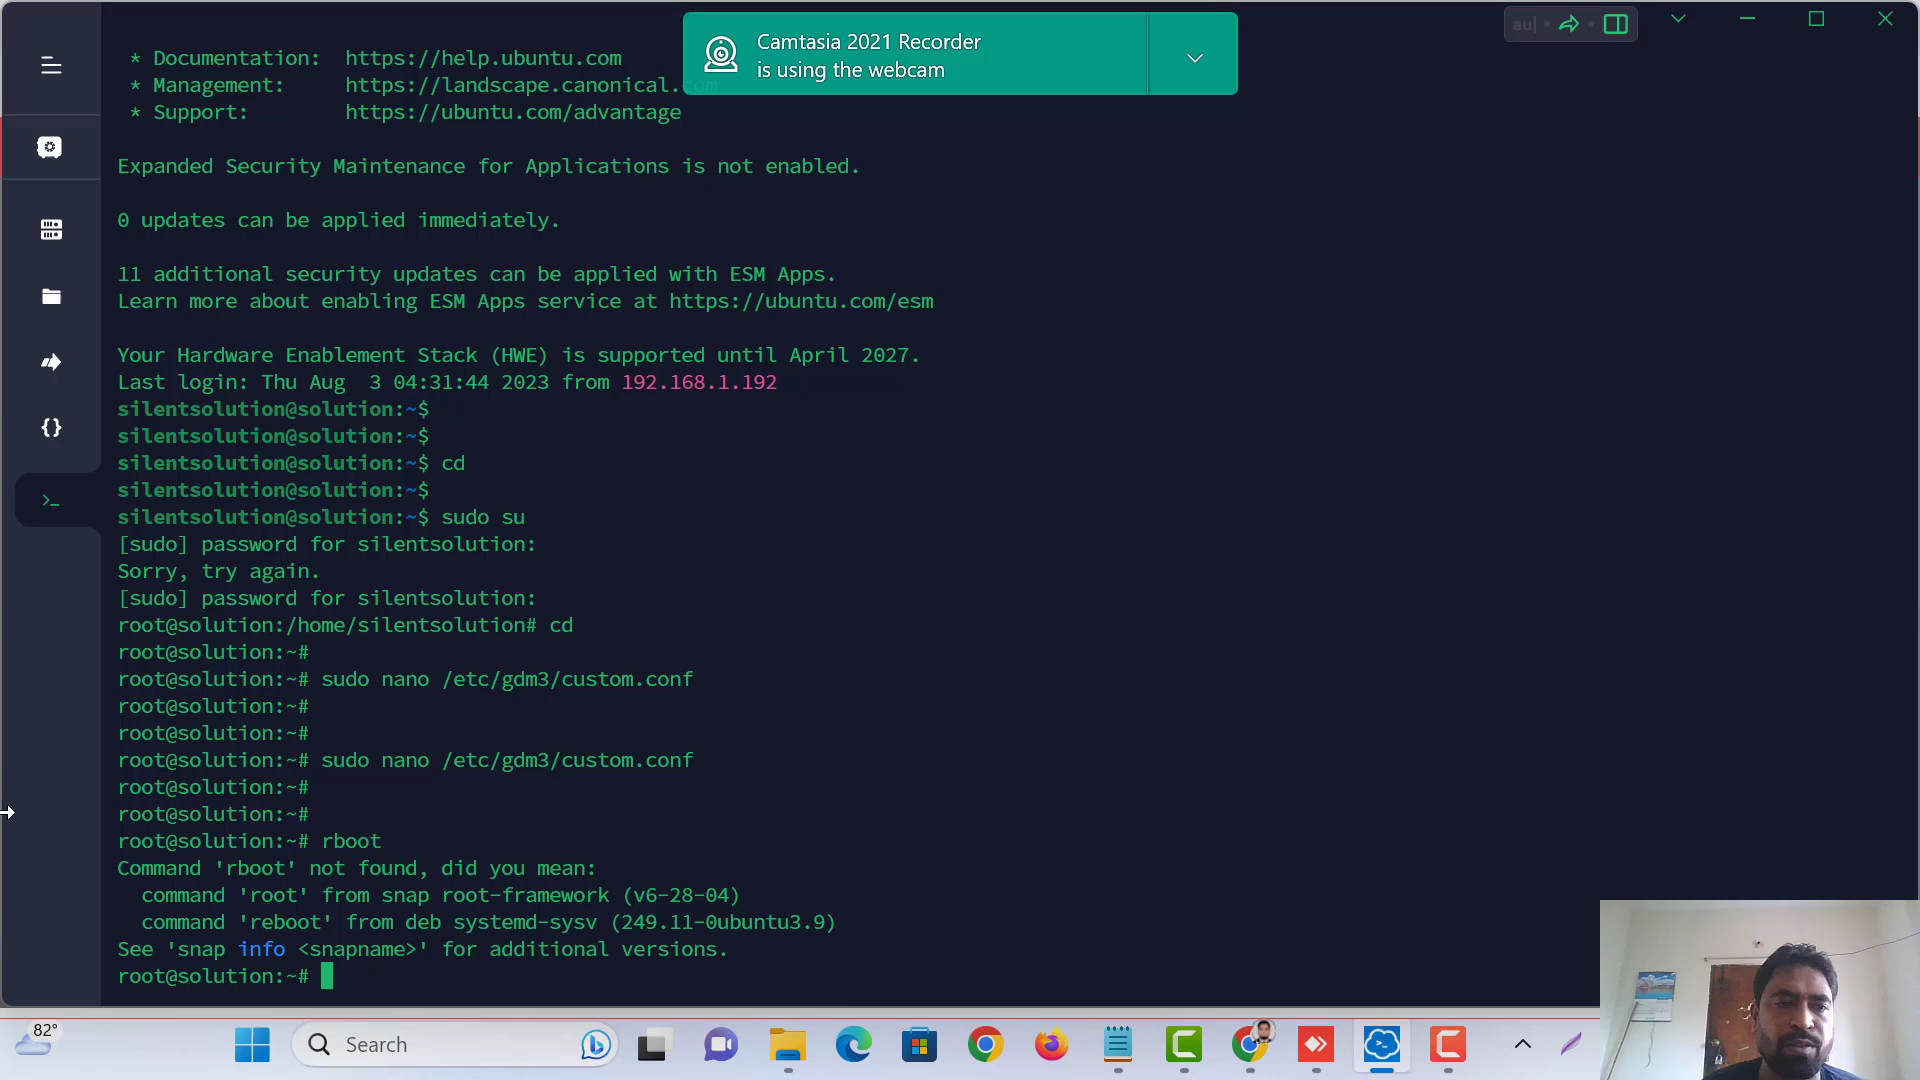 * Documentation:  https://help.ubuntu.com
* Management:     https://landscape.canonical.com
* Support:        https://ubuntu.com/advantage
Camtasia 2021 Recorder
is using the webcam
au|
Expanded Security Maintenance for Applications is not enabled.
0 updates can be applied immediately.
11 additional security updates can be applied with ESM Apps.
Learn more about enabling ESM Apps service at https://ubuntu.com/esm
Your Hardware Enablement Stack (HWE) is supported until April 2027.
Last login: Thu Aug  3 04:31:44 2023 from 192.168.1.192
silentsolution@solution:~$
silentsolution@solution:~$
silentsolution@solution:~$ cd
silentsolution@solution:~$
silentsolution@solution:~$ sudo su
[sudo] password for silentsolution:
Sorry, try again.
[sudo] password for silentsolution:
root@solution:/home/silentsolution# cd
root@solution:~#
root@solution:~# sudo nano /etc/gdm3/custom.conf
root@solution:~#
root@solution:~#
root@solution:~# sudo nano /etc/gdm3/custom.conf
root@solution:~#
root@solution:~#
root@solution:~# rboot
Command 'rboot' not found, did you mean:
  command 'root' from snap root-framework (v6-28-04)
  command 'reboot' from deb systemd-sysv (249.11-0ubuntu3.9)
See 'snap info <snapname>' for additional versions.
root@solution:~#
82°
Search